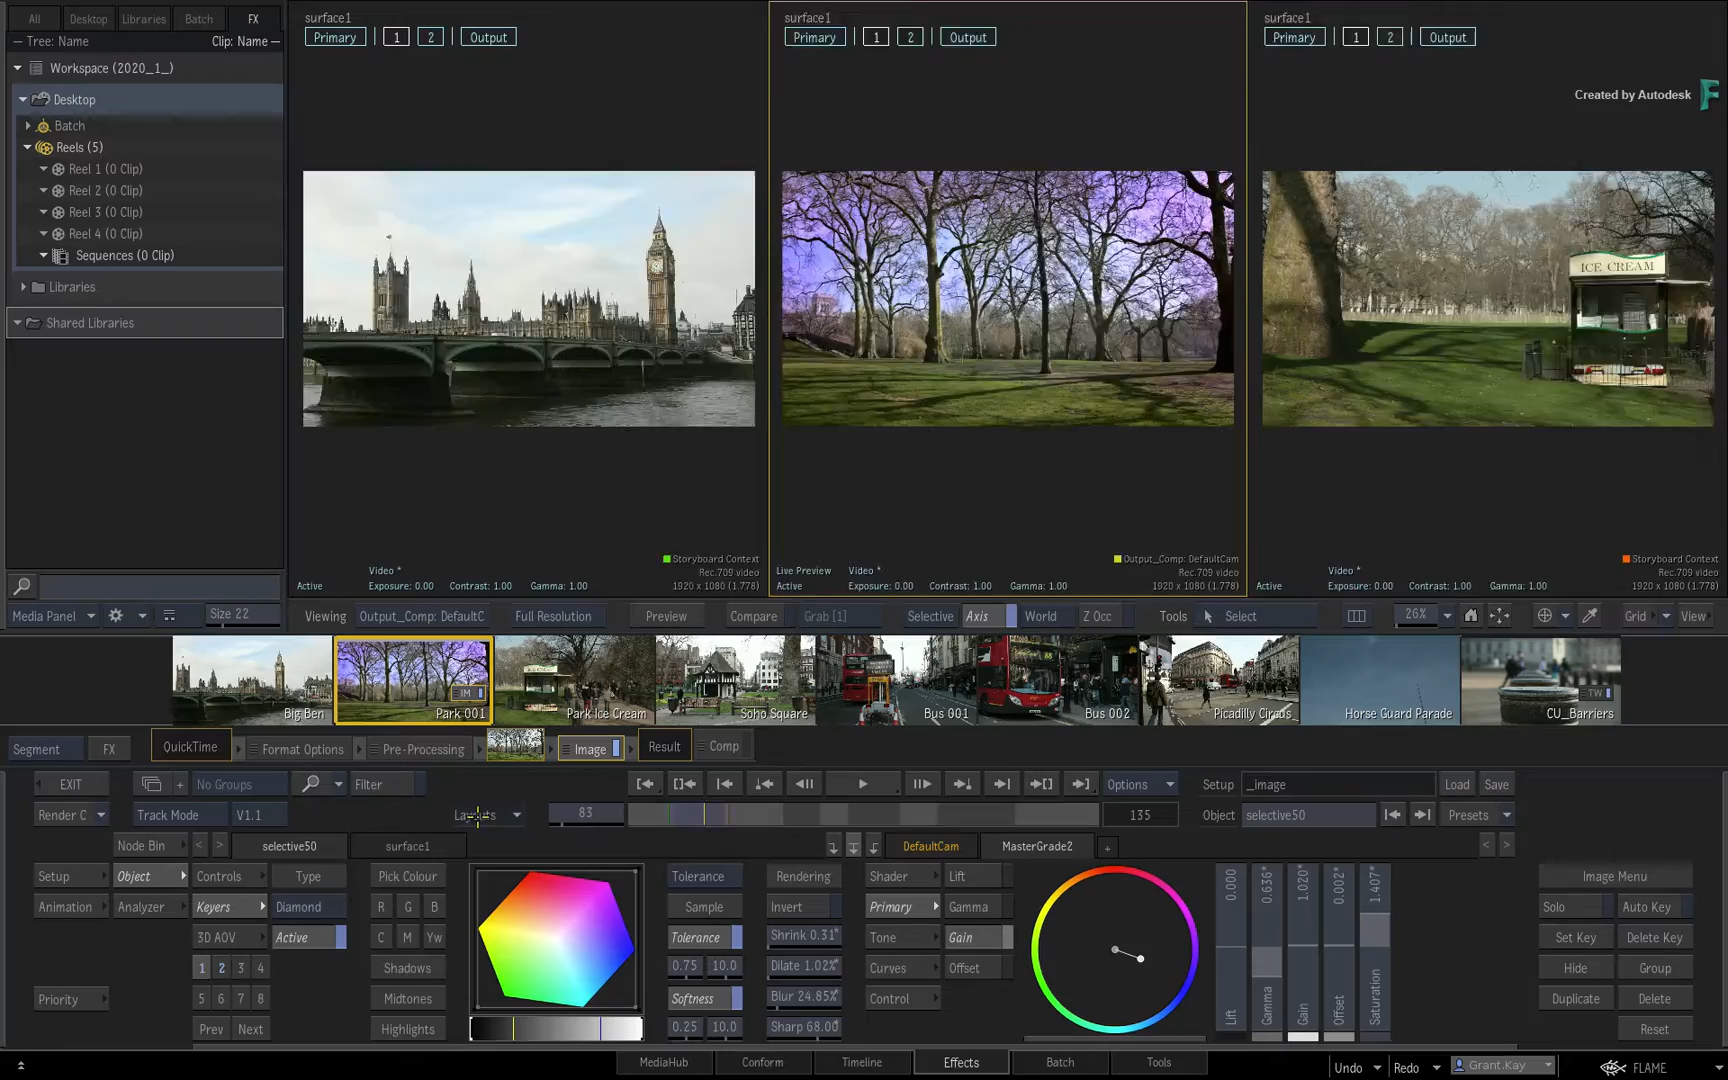 All Desktop Libraries Batch FX
Tree: Name Clip: Name
Workspace (2020_1_)
Desktop
Batch
Reels (5)
Reel 1 (0 Clip)
Reel 2 (0 Clip)
Reel 3 (0 Clip)
Reel 4 (0 Clip)
Sequences (0 Clip)
Libraries
Shared Libraries
surface1
Primary 1 2 Output
surface1
Primary 1 2 Output
surface1
Primary 1 2 Output
Created by Autodesk
ICE CREAM
Storyboard Context
Video * Rec.709 video
Active Exposure: 0.00 Contrast: 1.00 Gamma: 1.00 1920 x 1080 (1.778)
Output_Comp: DefaultCam
Live Preview Video * Rec.709 video
Active Exposure: 0.00 Contrast: 1.00 Gamma: 1.00 1920 x 1080 (1.778)
Storyboard Context
Video * Rec.709 video
Active Exposure: 0.00 Contrast: 1.00 Gamma: 1.00 1920 x 1080 (1.778)
Media Panel Size 22 Viewing Output_Comp: DefaultC Full Resolution Preview Compare Grab [1] Selective Axis World Z Occ Tools Select 26% Grid View
IM TW
Big Ben Park 001 Park Ice Cream Soho Square Bus 001 Bus 002 Picadilly Circus_ Horse Guard Parade CU_Barriers
Segment FX QuickTime Format Options Pre-Processing Image Result Comp
EXIT No Groups Filter Options Setup _image Load Save
Render C Track Mode V1.1 83 135 Object selective50 Presets
Node Bin < > selective50 surface1 DefaultCam MasterGrade2 + < >
Setup Object Controls Type Pick Colour Tolerance Rendering Shader Lift Image Menu
Animation Analyzer Keyers Diamond R G B Sample Invert Primary Gamma Solo Auto Key
3D AOV Active C M Yw Tolerance Shrink 0.31* Tone Gain Set Key Delete Key
1 2 3 4 Shadows 0.75 10.0 Dilate 1.02%* Curves Offset Hide Group
Priority 5 6 7 8 Midtones Softness Blur 24.85%* Control Duplicate Delete
Prev Next Highlights 0.25 10.0 Sharp 68.00 Reset
0.000 0.636* 1.020* 0.002* 1.407*
Lift Gamma Gain Offset Saturation
MediaHub Conform Timeline Effects Batch Tools Undo Redo Grant.Kay FLAME